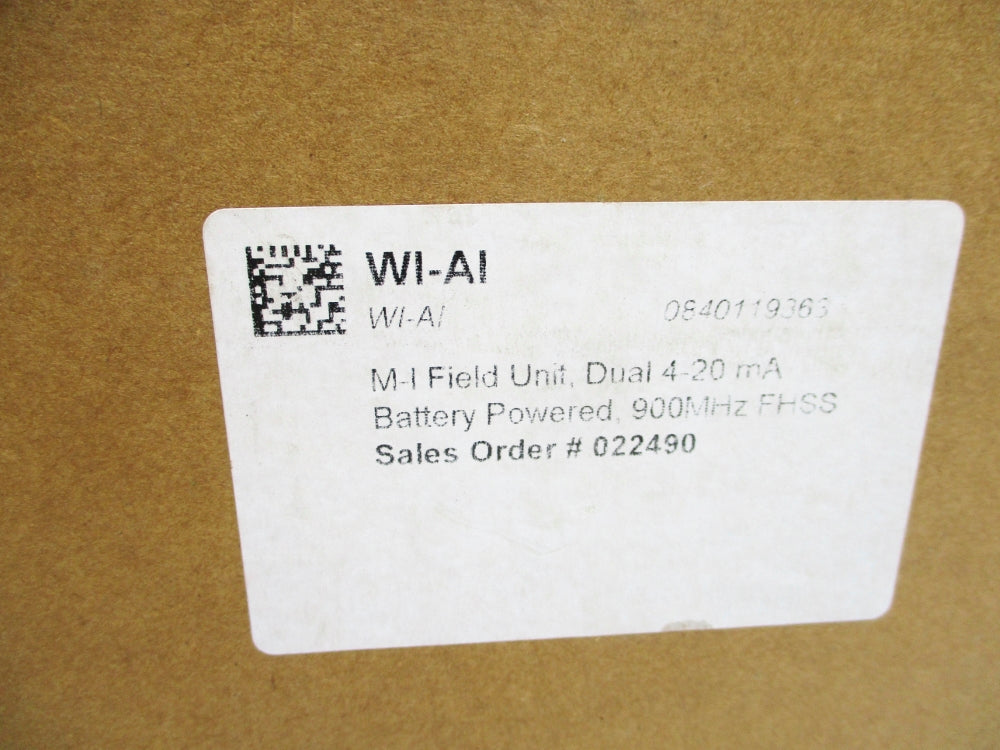 WI-AI
WI-AI 0840119363
M-I Field Unit, Dual 4-20 mA
Battery Powered, 900MHz FHSS
Sales Order # 022490